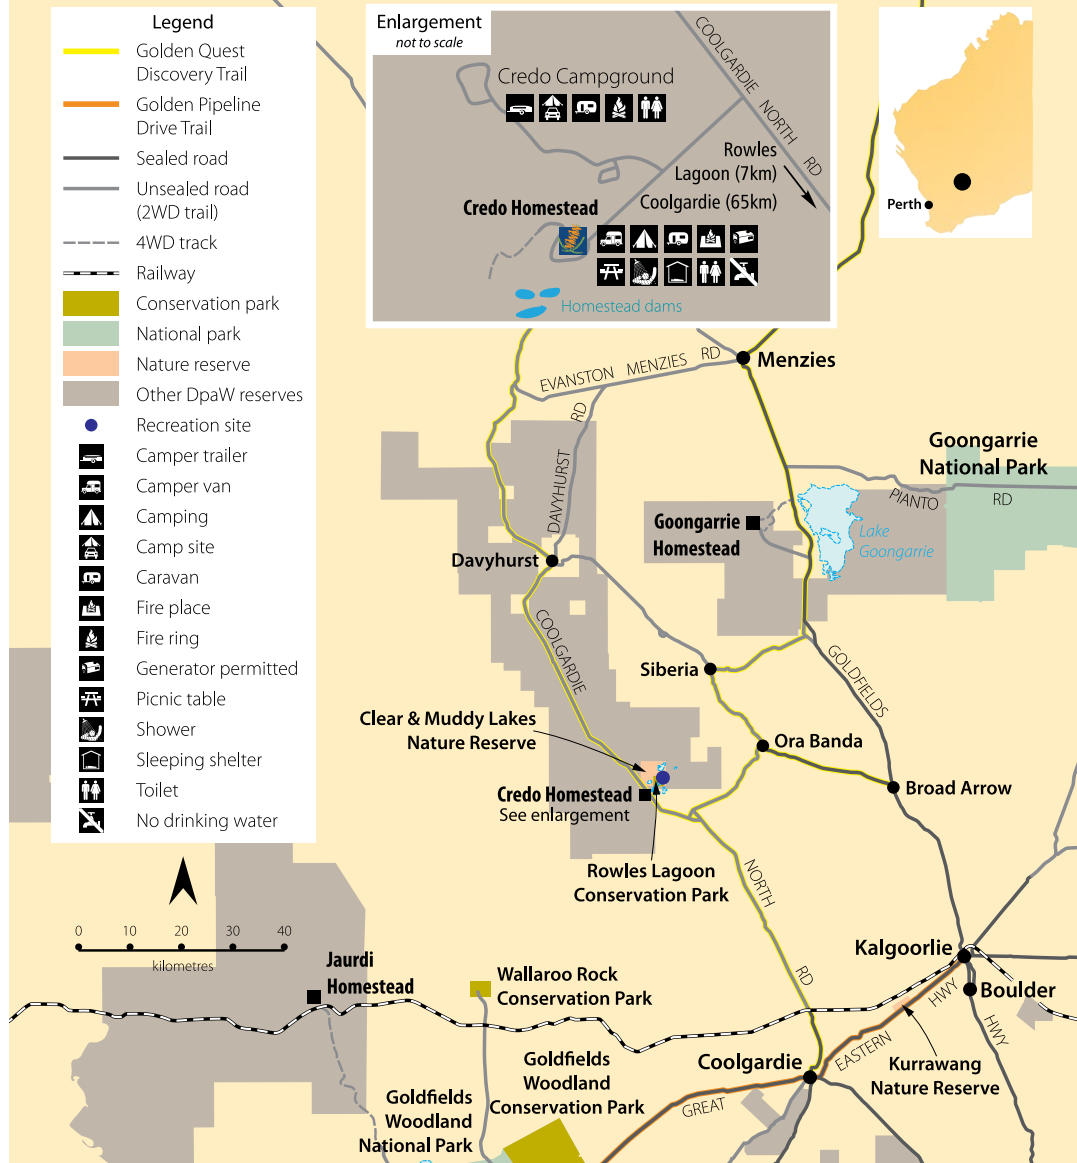 Legend
Golden Quest
Discovery Trail
Golden Pipeline
Drive Trail
Sealed road
Unsealed road
(2WD trail)
4WD track
Railway
Conservation park
National park
Nature reserve
Other DpaW reserves
Recreation site
Camper trailer
Camper van
Camping
Camp site
Caravan
Fire place
Fire ring
Generator permitted
Picnic table
Shower
Sleeping shelter
Toilet
No drinking water
Enlargement
not to scale
Credo Campground
COOLGARDIE NORTH RD
Rowles
Lagoon (7km)
Coolgardie (65km)
Credo Homestead
Homestead dams
Perth
Menzies
EVANSTON MENZIES RD
DAVYHURST RD
Goongarrie
National Park
PIANTO RD
Goongarrie
Homestead
Lake
Goongarrie
Davyhurst
COOLGARDIE
Siberia
GOLDFIELDS
Clear & Muddy Lakes
Nature Reserve
Ora Banda
Credo Homestead
See enlargement
Broad Arrow
Rowles Lagoon
Conservation Park
NORTH
RD
0 10 20 30 40
kilometres
Jaurdi
Homestead
Wallaroo Rock
Conservation Park
Kalgoorlie
Boulder
HWY
HWY
EASTERN
Coolgardie
Kurrawang
Nature Reserve
Goldfields
Woodland
Conservation Park
GREAT
Goldfields
Woodland
National Park